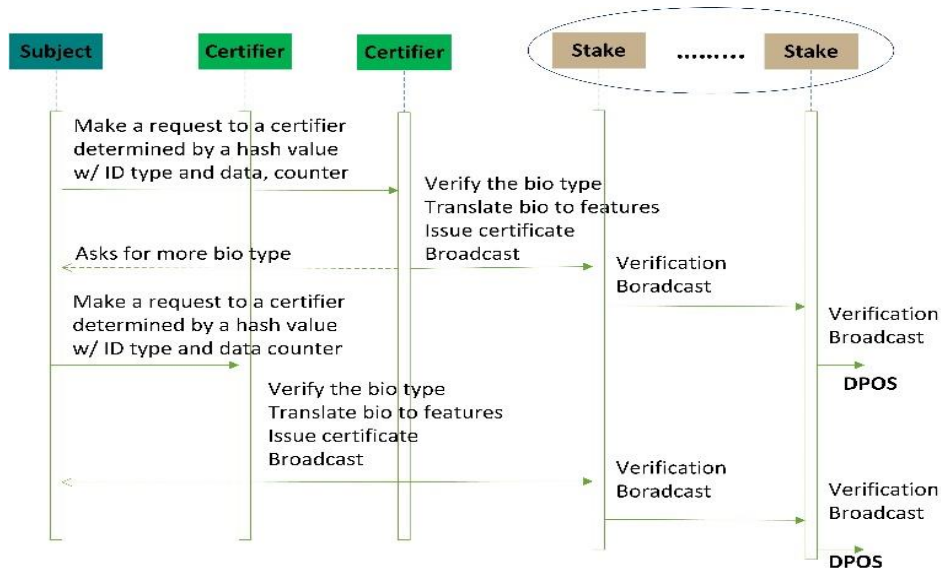 Subject
Certifier
Certifier
Stake
.........
Stake
Make a request to a certifier
determined by a hash value
w/ ID type and data, counter
Verify the bio type
Translate bio to features
Issue certificate
Broadcast
Asks for more bio type
Verification
Boradcast
Make a request to a certifier
determined by a hash value
w/ ID type and data counter
Verification
Broadcast
DPOS
Verify the bio type
Translate bio to features
Issue certificate
Broadcast
Verification
Boradcast
Verification
Broadcast
DPOS